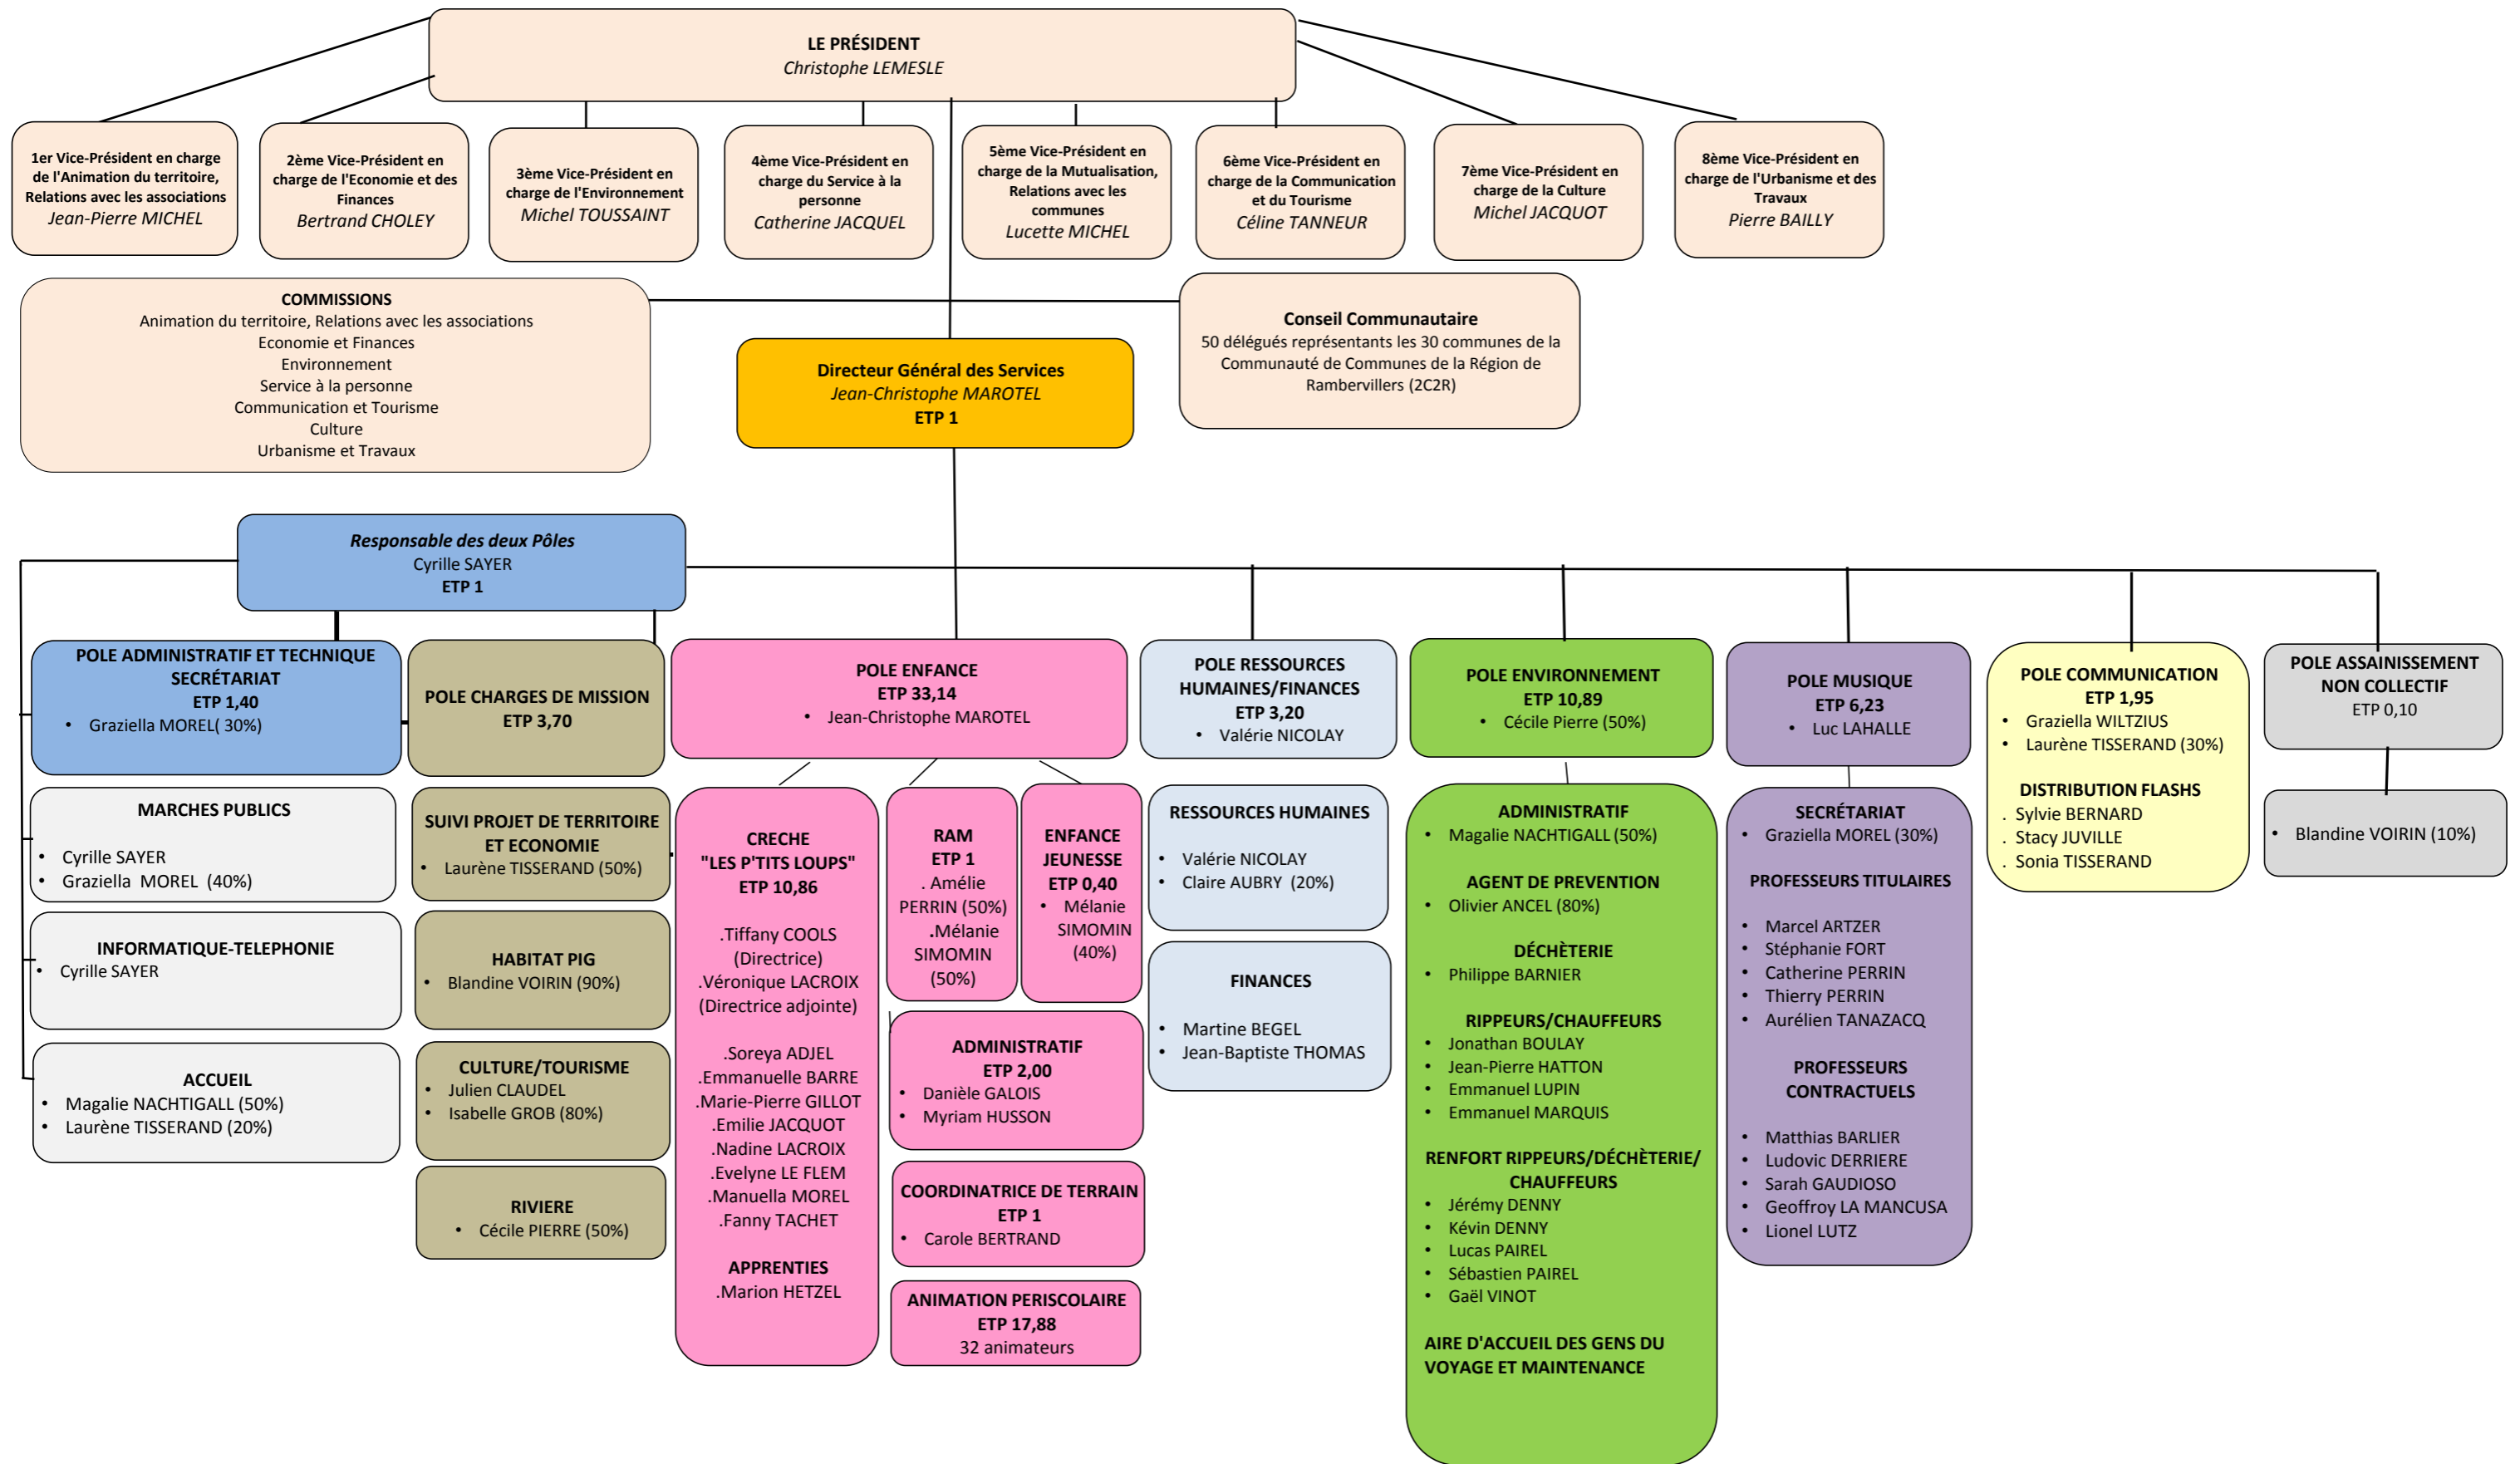 LE PRÉSIDENT
Christophe LEMESLE
1er Vice-Président en charge
de l'Animation du territoire,
Relations avec les associations
Jean-Pierre MICHEL
2ème Vice-Président en
charge de l'Economie et des
Finances
Bertrand CHOLEY
3ème Vice-Président en
charge de l'Environnement
Michel TOUSSAINT
4ème Vice-Président en
charge du Service à la
personne
Catherine JACQUEL
5ème Vice-Président en
charge de la Mutualisation,
Relations avec les
communes
Lucette MICHEL
6ème Vice-Président en
charge de la Communication
et du Tourisme
Céline TANNEUR
7ème Vice-Président en
charge de la Culture
Michel JACQUOT
8ème Vice-Président en
charge de l'Urbanisme et des
Travaux
Pierre BAILLY
COMMISSIONS
Animation du territoire, Relations avec les associations
Economie et Finances
Environnement
Service à la personne
Communication et Tourisme
Culture
Urbanisme et Travaux
Directeur Général des Services
Jean-Christophe MAROTEL
ETP 1
Conseil Communautaire
50 délégués représentants les 30 communes de la
Communauté de Communes de la Région de
Rambervillers (2C2R)
Responsable des deux Pôles
Cyrille SAYER
ETP 1
POLE ADMINISTRATIF ET TECHNIQUE
SECRÉTARIAT
ETP 1,40
• Graziella MOREL( 30%)
MARCHES PUBLICS
• Cyrille SAYER
• Graziella MOREL (40%)
INFORMATIQUE-TELEPHONIE
• Cyrille SAYER
ACCUEIL
• Magalie NACHTIGALL (50%)
• Laurène TISSERAND (20%)
POLE CHARGES DE MISSION
ETP 3,70
SUIVI PROJET DE TERRITOIRE
ET ECONOMIE
• Laurène TISSERAND (50%)
HABITAT PIG
• Blandine VOIRIN (90%)
CULTURE/TOURISME
• Julien CLAUDEL
• Isabelle GROB (80%)
RIVIERE
• Cécile PIERRE (50%)
POLE ENFANCE
ETP 33,14
• Jean-Christophe MAROTEL
CRECHE
"LES P'TITS LOUPS"
ETP 10,86
.Tiffany COOLS
(Directrice)
.Véronique LACROIX
(Directrice adjointe)
.Soreya ADJEL
.Emmanuelle BARRE
.Marie-Pierre GILLOT
.Emilie JACQUOT
.Nadine LACROIX
.Evelyne LE FLEM
.Manuella MOREL
.Fanny TACHET
APPRENTIES
.Marion HETZEL
RAM
ETP 1
. Amélie
PERRIN (50%)
.Mélanie
SIMOMIN
(50%)
ENFANCE
JEUNESSE
ETP 0,40
• Mélanie
SIMOMIN
(40%)
ADMINISTRATIF
ETP 2,00
• Danièle GALOIS
• Myriam HUSSON
COORDINATRICE DE TERRAIN
ETP 1
• Carole BERTRAND
ANIMATION PERISCOLAIRE
ETP 17,88
32 animateurs
POLE RESSOURCES
HUMAINES/FINANCES
ETP 3,20
• Valérie NICOLAY
RESSOURCES HUMAINES
• Valérie NICOLAY
• Claire AUBRY (20%)
FINANCES
• Martine BEGEL
• Jean-Baptiste THOMAS
POLE ENVIRONNEMENT
ETP 10,89
• Cécile Pierre (50%)
ADMINISTRATIF
• Magalie NACHTIGALL (50%)
AGENT DE PREVENTION
• Olivier ANCEL (80%)
DÉCHÈTERIE
• Philippe BARNIER
RIPPEURS/CHAUFFEURS
• Jonathan BOULAY
• Jean-Pierre HATTON
• Emmanuel LUPIN
• Emmanuel MARQUIS
RENFORT RIPPEURS/DÉCHÈTERIE/
CHAUFFEURS
• Jérémy DENNY
• Kévin DENNY
• Lucas PAIREL
• Sébastien PAIREL
• Gaël VINOT
AIRE D'ACCUEIL DES GENS DU
VOYAGE ET MAINTENANCE
POLE MUSIQUE
ETP 6,23
• Luc LAHALLE
SECRÉTARIAT
• Graziella MOREL (30%)
PROFESSEURS TITULAIRES
• Marcel ARTZER
• Stéphanie FORT
• Catherine PERRIN
• Thierry PERRIN
• Aurélien TANAZACQ
PROFESSEURS
CONTRACTUELS
• Matthias BARLIER
• Ludovic DERRIERE
• Sarah GAUDIOSO
• Geoffroy LA MANCUSA
• Lionel LUTZ
POLE COMMUNICATION
ETP 1,95
• Graziella WILTZIUS
• Laurène TISSERAND (30%)
DISTRIBUTION FLASHS
. Sylvie BERNARD
. Stacy JUVILLE
. Sonia TISSERAND
POLE ASSAINISSEMENT
NON COLLECTIF
ETP 0,10
• Blandine VOIRIN (10%)